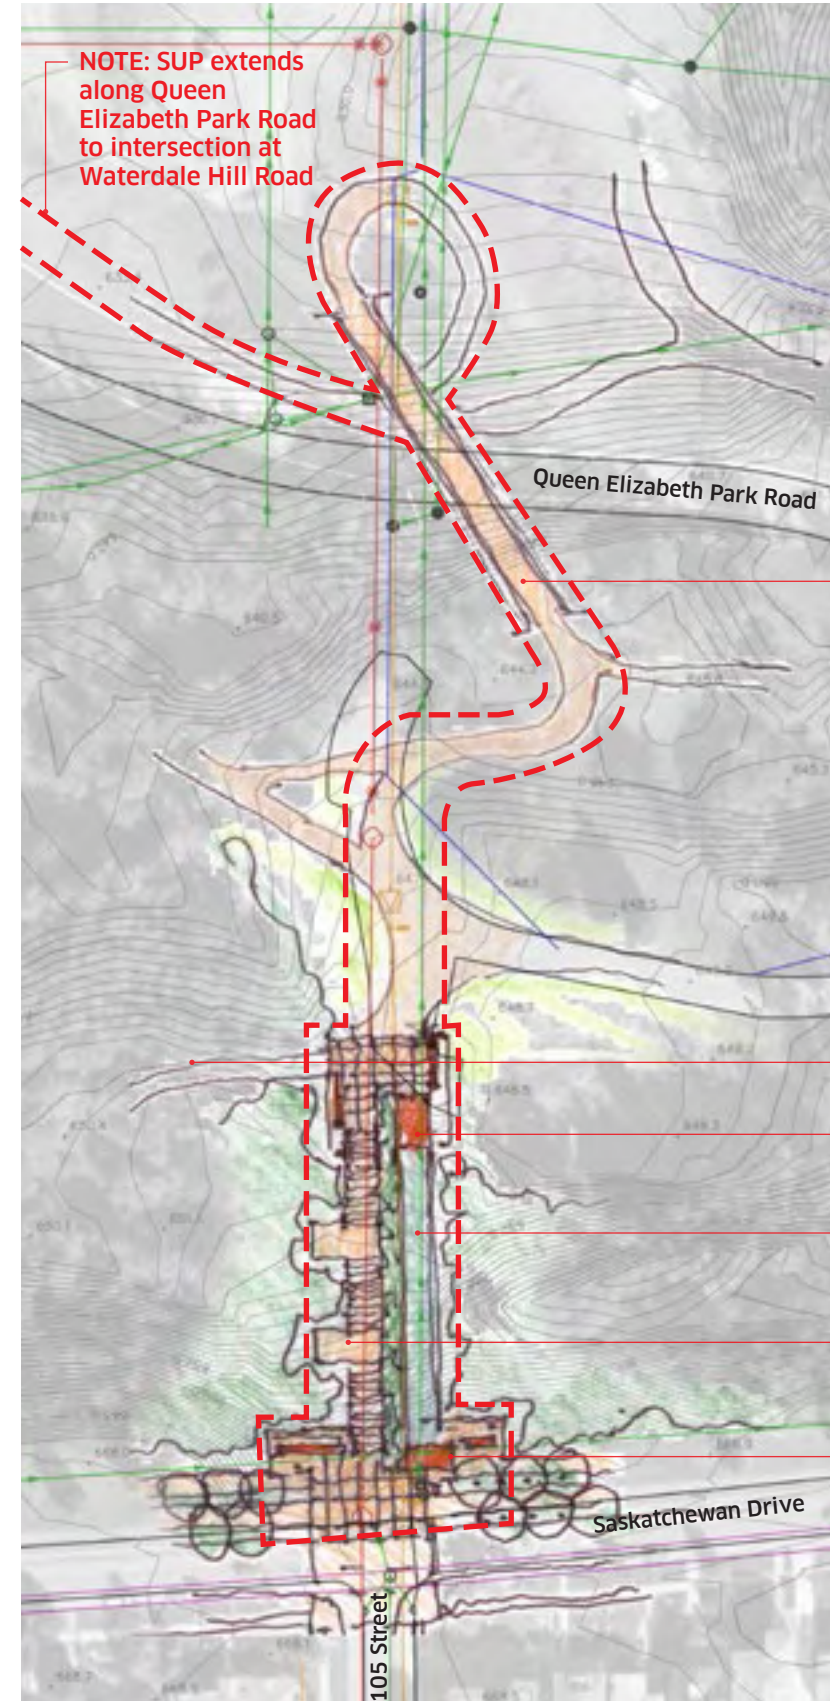 NOTE: SUP extends
along Queen
Elizabeth Park Road
to intersection at
Waterdale Hill Road
Queen Elizabeth Park Road
Saskatchewan Drive
105 Street